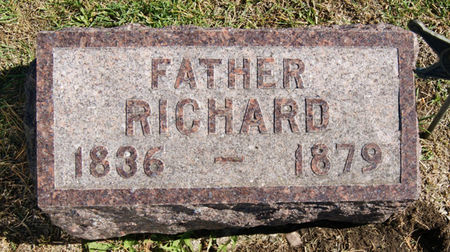 FATHER
RICHARD
1836 – 1879